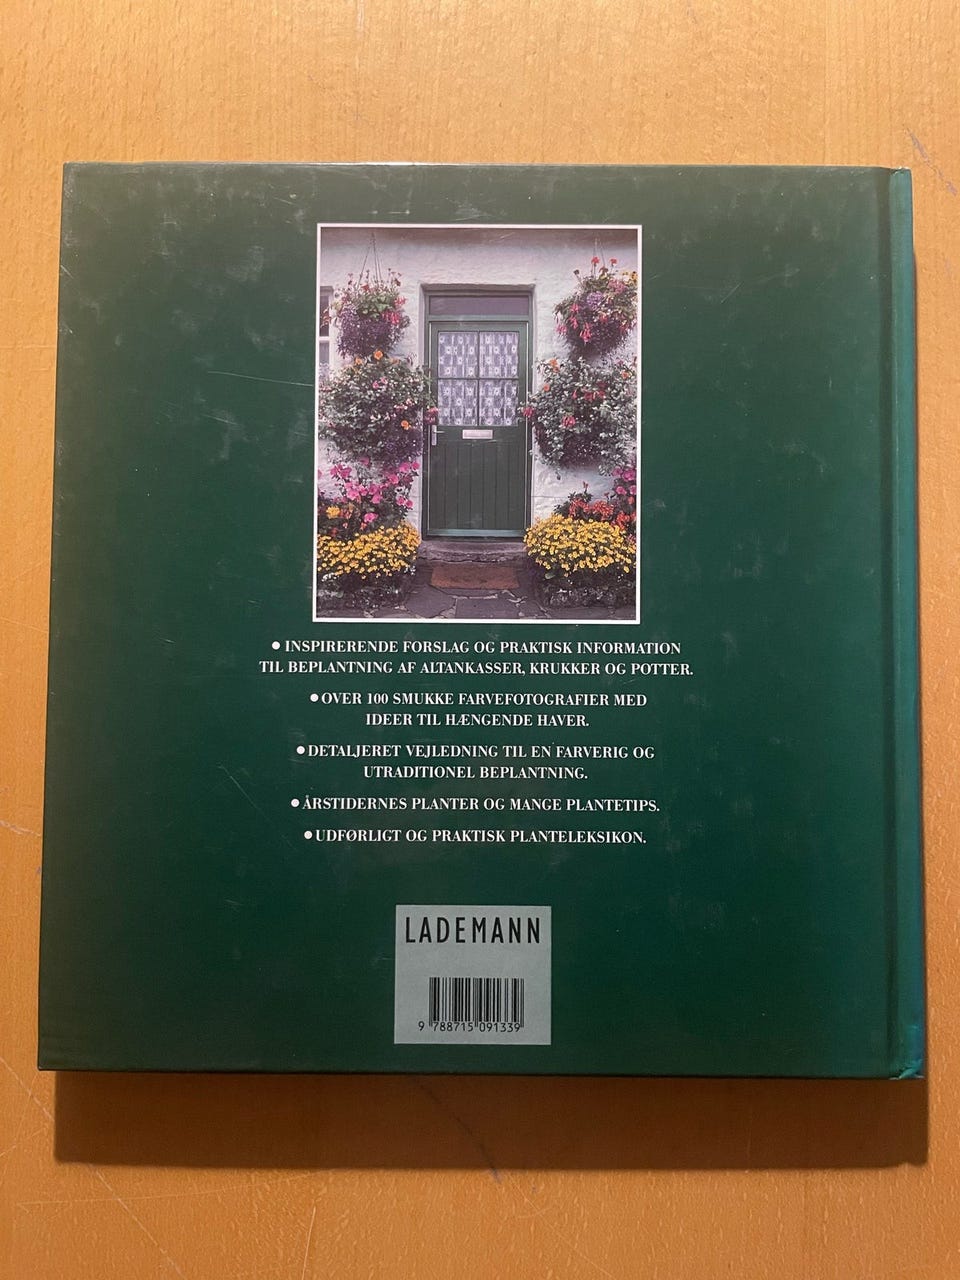 ● INSPIRERENDE FORSLAG OG PRAKTISK INFORMATION
TIL BEPLANTNING AF ALTANKASSER, KRUKKER OG POTTER.
● OVER 100 SMUKKE FARVEFOTOGRAFIER MED
IDEER TIL HÆNGENDE HAVER.
● DETALJERET VEJLEDNING TIL EN FARVERIG OG
UTRADITIONEL BEPLANTNING.
● ÅRSTIDERNES PLANTER OG MANGE PLANTETIPS.
● UDFØRLIGT OG PRAKTISK PLANTELEKSIKON.
LADEMANN
9 788715 091339